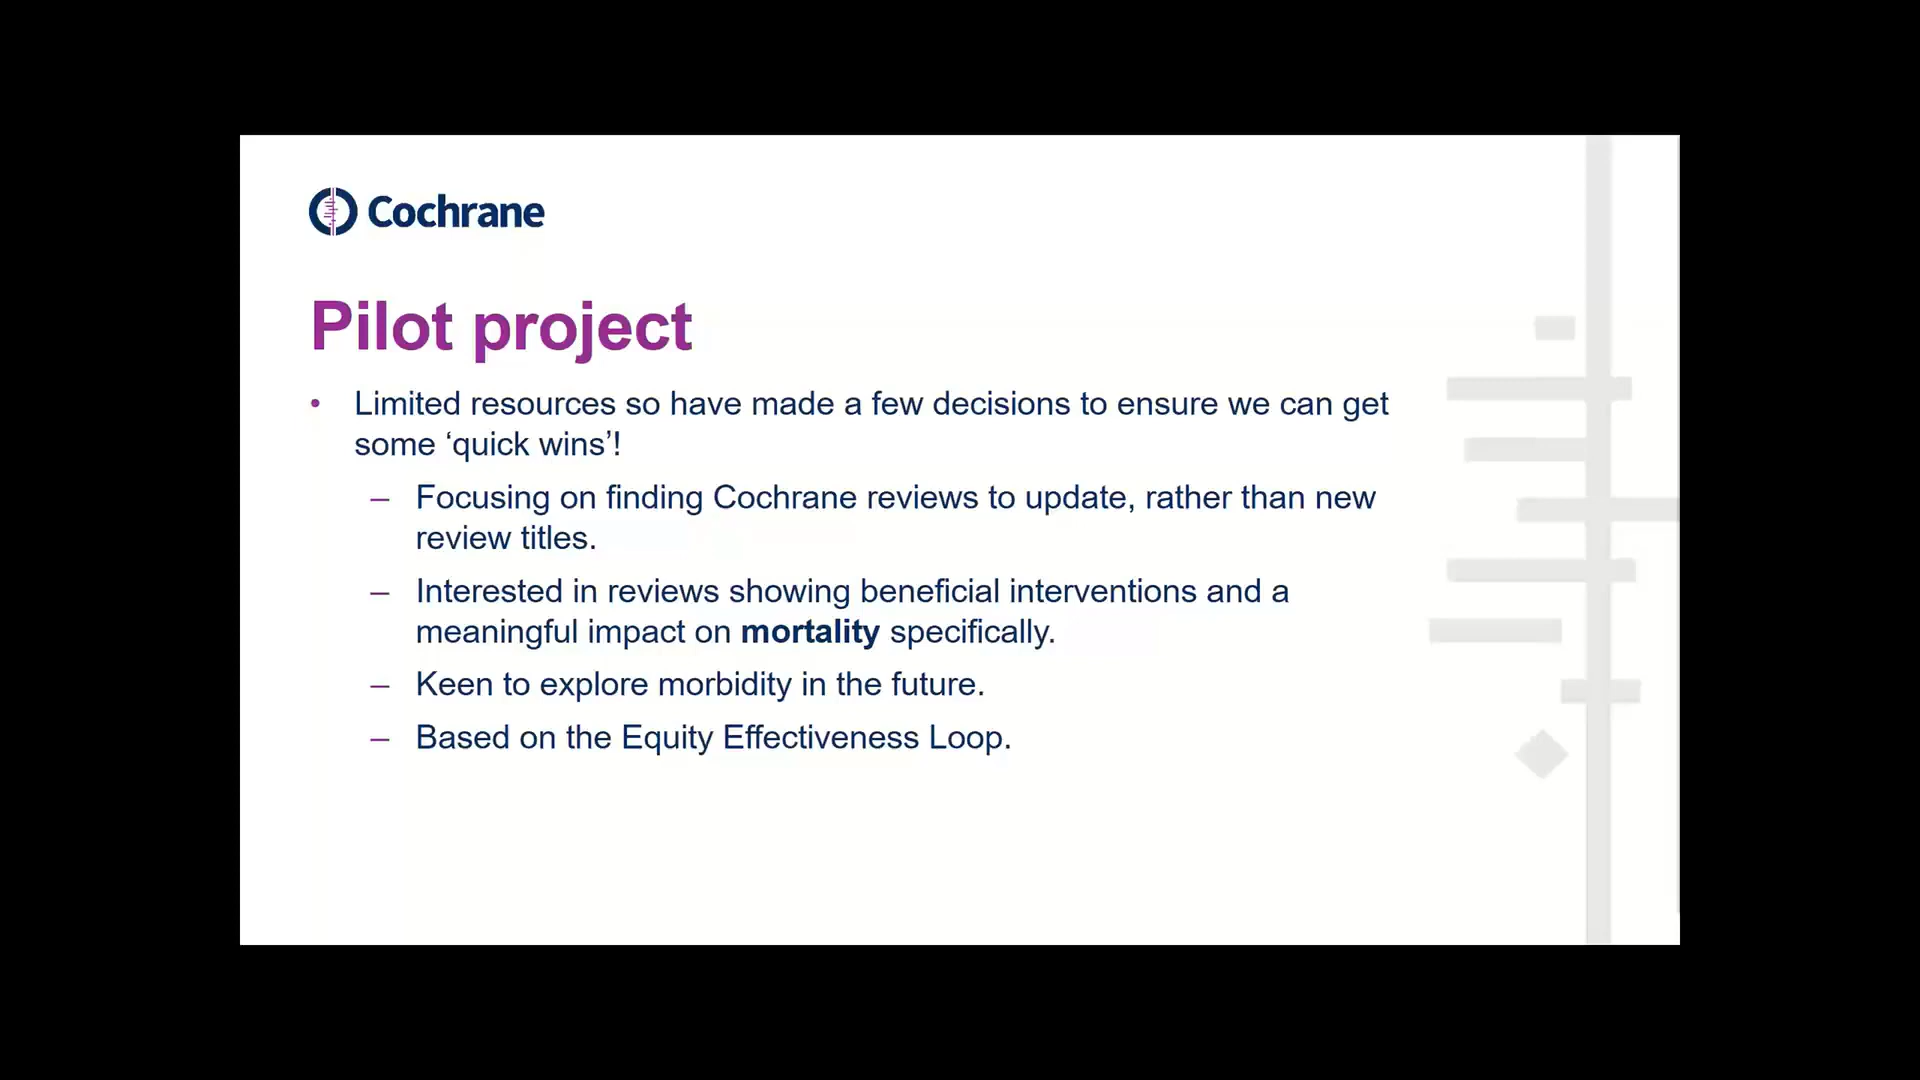 Cochrane
Pilot project
• Limited resources so have made a few decisions to ensure we can get
some ‘quick wins’!
– Focusing on finding Cochrane reviews to update, rather than new
review titles.
– Interested in reviews showing beneficial interventions and a
meaningful impact on mortality specifically.
– Keen to explore morbidity in the future.
– Based on the Equity Effectiveness Loop.